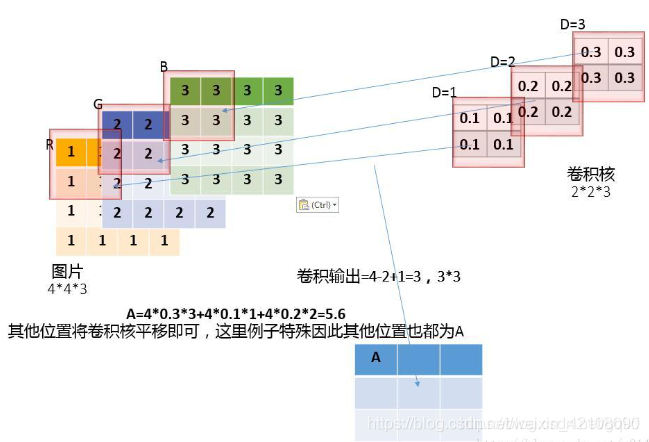 D=3
0.3 0.3
0.3 0.3
D=2
0.2 0.2
0.2 0.2
D=1
0.1 0.1
0.1 0.1
卷积核
2*2*3
B
3 3 3 3
3 3 3 3
3 3 3 3
3 3 3 3
G
2 2
2 2
2 2
2 2 2 2
R
1
1
1
1 1 1 1
(Ctrl)
图片
4*4*3
卷积输出=4-2+1=3，3*3
A=4*0.3*3+4*0.1*1+4*0.2*2=5.6
其他位置将卷积核平移即可，这里例子特殊因此其他位置也都为A
A